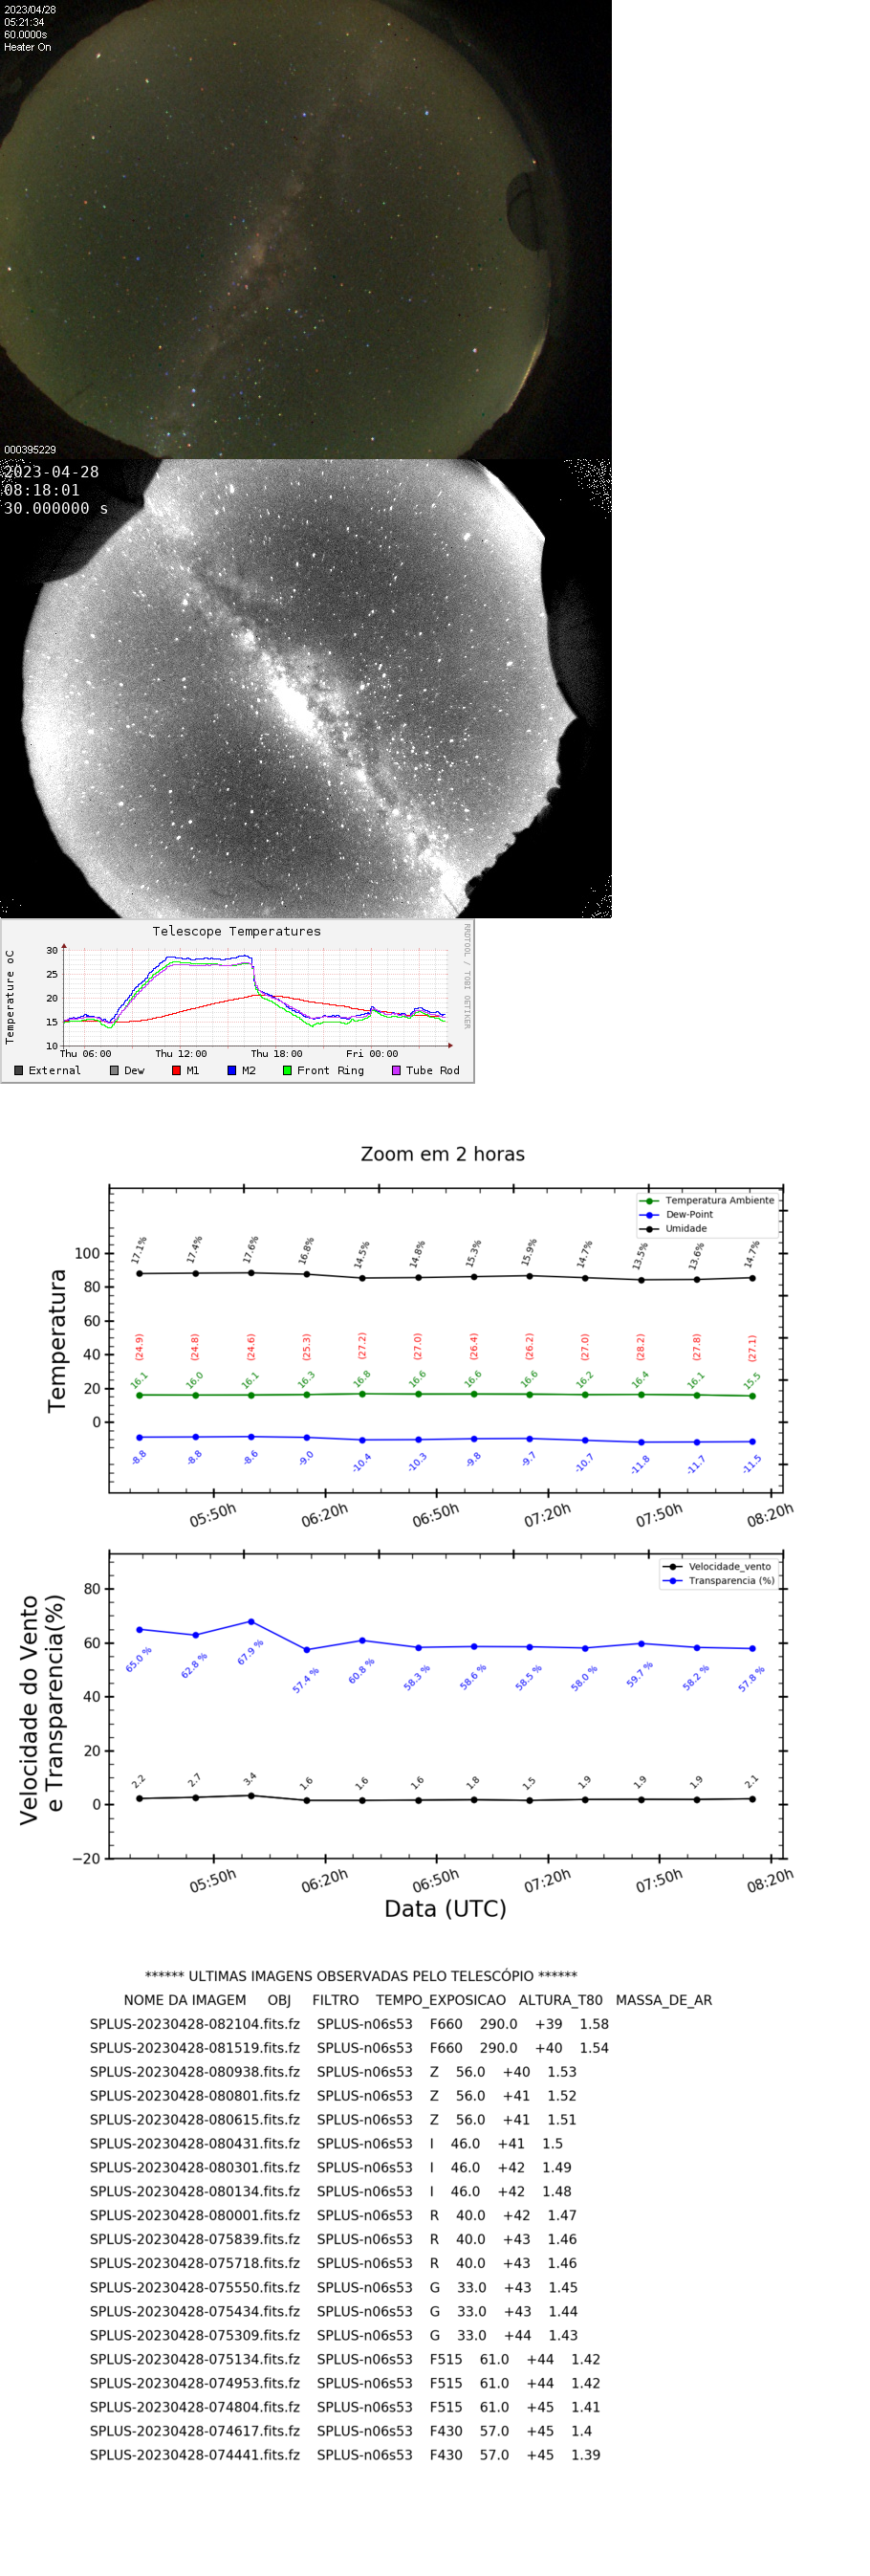 2023/04/28
05:21:34
60.0000s
Heater On
000395229
2023-04-28
08:18:01
30.000000 s
Telescope Temperatures
RRDTOOL / TOBI OETIKER
Temperature oC
30
25
20
15
10
Thu 06:00 Thu 12:00 Thu 18:00 Fri 00:00
External Dew M1 M2 Front Ring Tube Rod
Zoom em 2 horas
Temperatura Ambiente
Dew-Point
Umidade
Temperatura
100
80
60
40
20
0
17.1% 17.4% 17.6% 16.8% 14.5% 14.8% 15.3% 15.9% 14.7% 13.5% 13.6% 14.7%
(24.9) (24.8) (24.6) (25.3) (27.2) (27.0) (26.4) (26.2) (27.0) (28.2) (27.8) (27.1)
16.1 16.0 16.1 16.3 16.8 16.6 16.6 16.6 16.2 16.4 16.1 15.5
-8.8 -8.8 -8.6 -9.0 -10.4 -10.3 -9.8 -9.7 -10.7 -11.8 -11.7 -11.5
05:50h 06:20h 06:50h 07:20h 07:50h 08:20h
Velocidade_vento
Transparencia (%)
Velocidade do Vento
e Transparencia(%)
80
60
40
20
0
−20
65.0 % 62.8 % 67.9 % 57.4 % 60.8 % 58.3 % 58.6 % 58.5 % 58.0 % 59.7 % 58.2 % 57.8 %
2.2 2.7 3.4 1.6 1.6 1.6 1.8 1.5 1.9 1.9 1.9 2.1
05:50h 06:20h 06:50h 07:20h 07:50h 08:20h
Data (UTC)
****** ULTIMAS IMAGENS OBSERVADAS PELO TELESCÓPIO ******
NOME DA IMAGEM OBJ FILTRO TEMPO_EXPOSICAO ALTURA_T80 MASSA_DE_AR
SPLUS-20230428-082104.fits.fz SPLUS-n06s53 F660 290.0 +39 1.58
SPLUS-20230428-081519.fits.fz SPLUS-n06s53 F660 290.0 +40 1.54
SPLUS-20230428-080938.fits.fz SPLUS-n06s53 Z 56.0 +40 1.53
SPLUS-20230428-080801.fits.fz SPLUS-n06s53 Z 56.0 +41 1.52
SPLUS-20230428-080615.fits.fz SPLUS-n06s53 Z 56.0 +41 1.51
SPLUS-20230428-080431.fits.fz SPLUS-n06s53 I 46.0 +41 1.5
SPLUS-20230428-080301.fits.fz SPLUS-n06s53 I 46.0 +42 1.49
SPLUS-20230428-080134.fits.fz SPLUS-n06s53 I 46.0 +42 1.48
SPLUS-20230428-080001.fits.fz SPLUS-n06s53 R 40.0 +42 1.47
SPLUS-20230428-075839.fits.fz SPLUS-n06s53 R 40.0 +43 1.46
SPLUS-20230428-075718.fits.fz SPLUS-n06s53 R 40.0 +43 1.46
SPLUS-20230428-075550.fits.fz SPLUS-n06s53 G 33.0 +43 1.45
SPLUS-20230428-075434.fits.fz SPLUS-n06s53 G 33.0 +43 1.44
SPLUS-20230428-075309.fits.fz SPLUS-n06s53 G 33.0 +44 1.43
SPLUS-20230428-075134.fits.fz SPLUS-n06s53 F515 61.0 +44 1.42
SPLUS-20230428-074953.fits.fz SPLUS-n06s53 F515 61.0 +44 1.42
SPLUS-20230428-074804.fits.fz SPLUS-n06s53 F515 61.0 +45 1.41
SPLUS-20230428-074617.fits.fz SPLUS-n06s53 F430 57.0 +45 1.4
SPLUS-20230428-074441.fits.fz SPLUS-n06s53 F430 57.0 +45 1.39